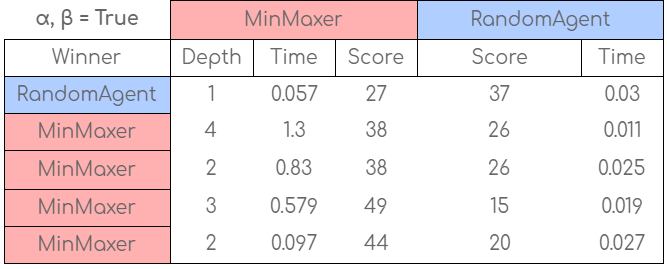 α, β = True MinMaxer RandomAgent
Winner Depth Time Score Score Time
RandomAgent 1 0.057 27 37 0.03
MinMaxer 4 1.3 38 26 0.011
MinMaxer 2 0.83 38 26 0.025
MinMaxer 3 0.579 49 15 0.019
MinMaxer 2 0.097 44 20 0.027